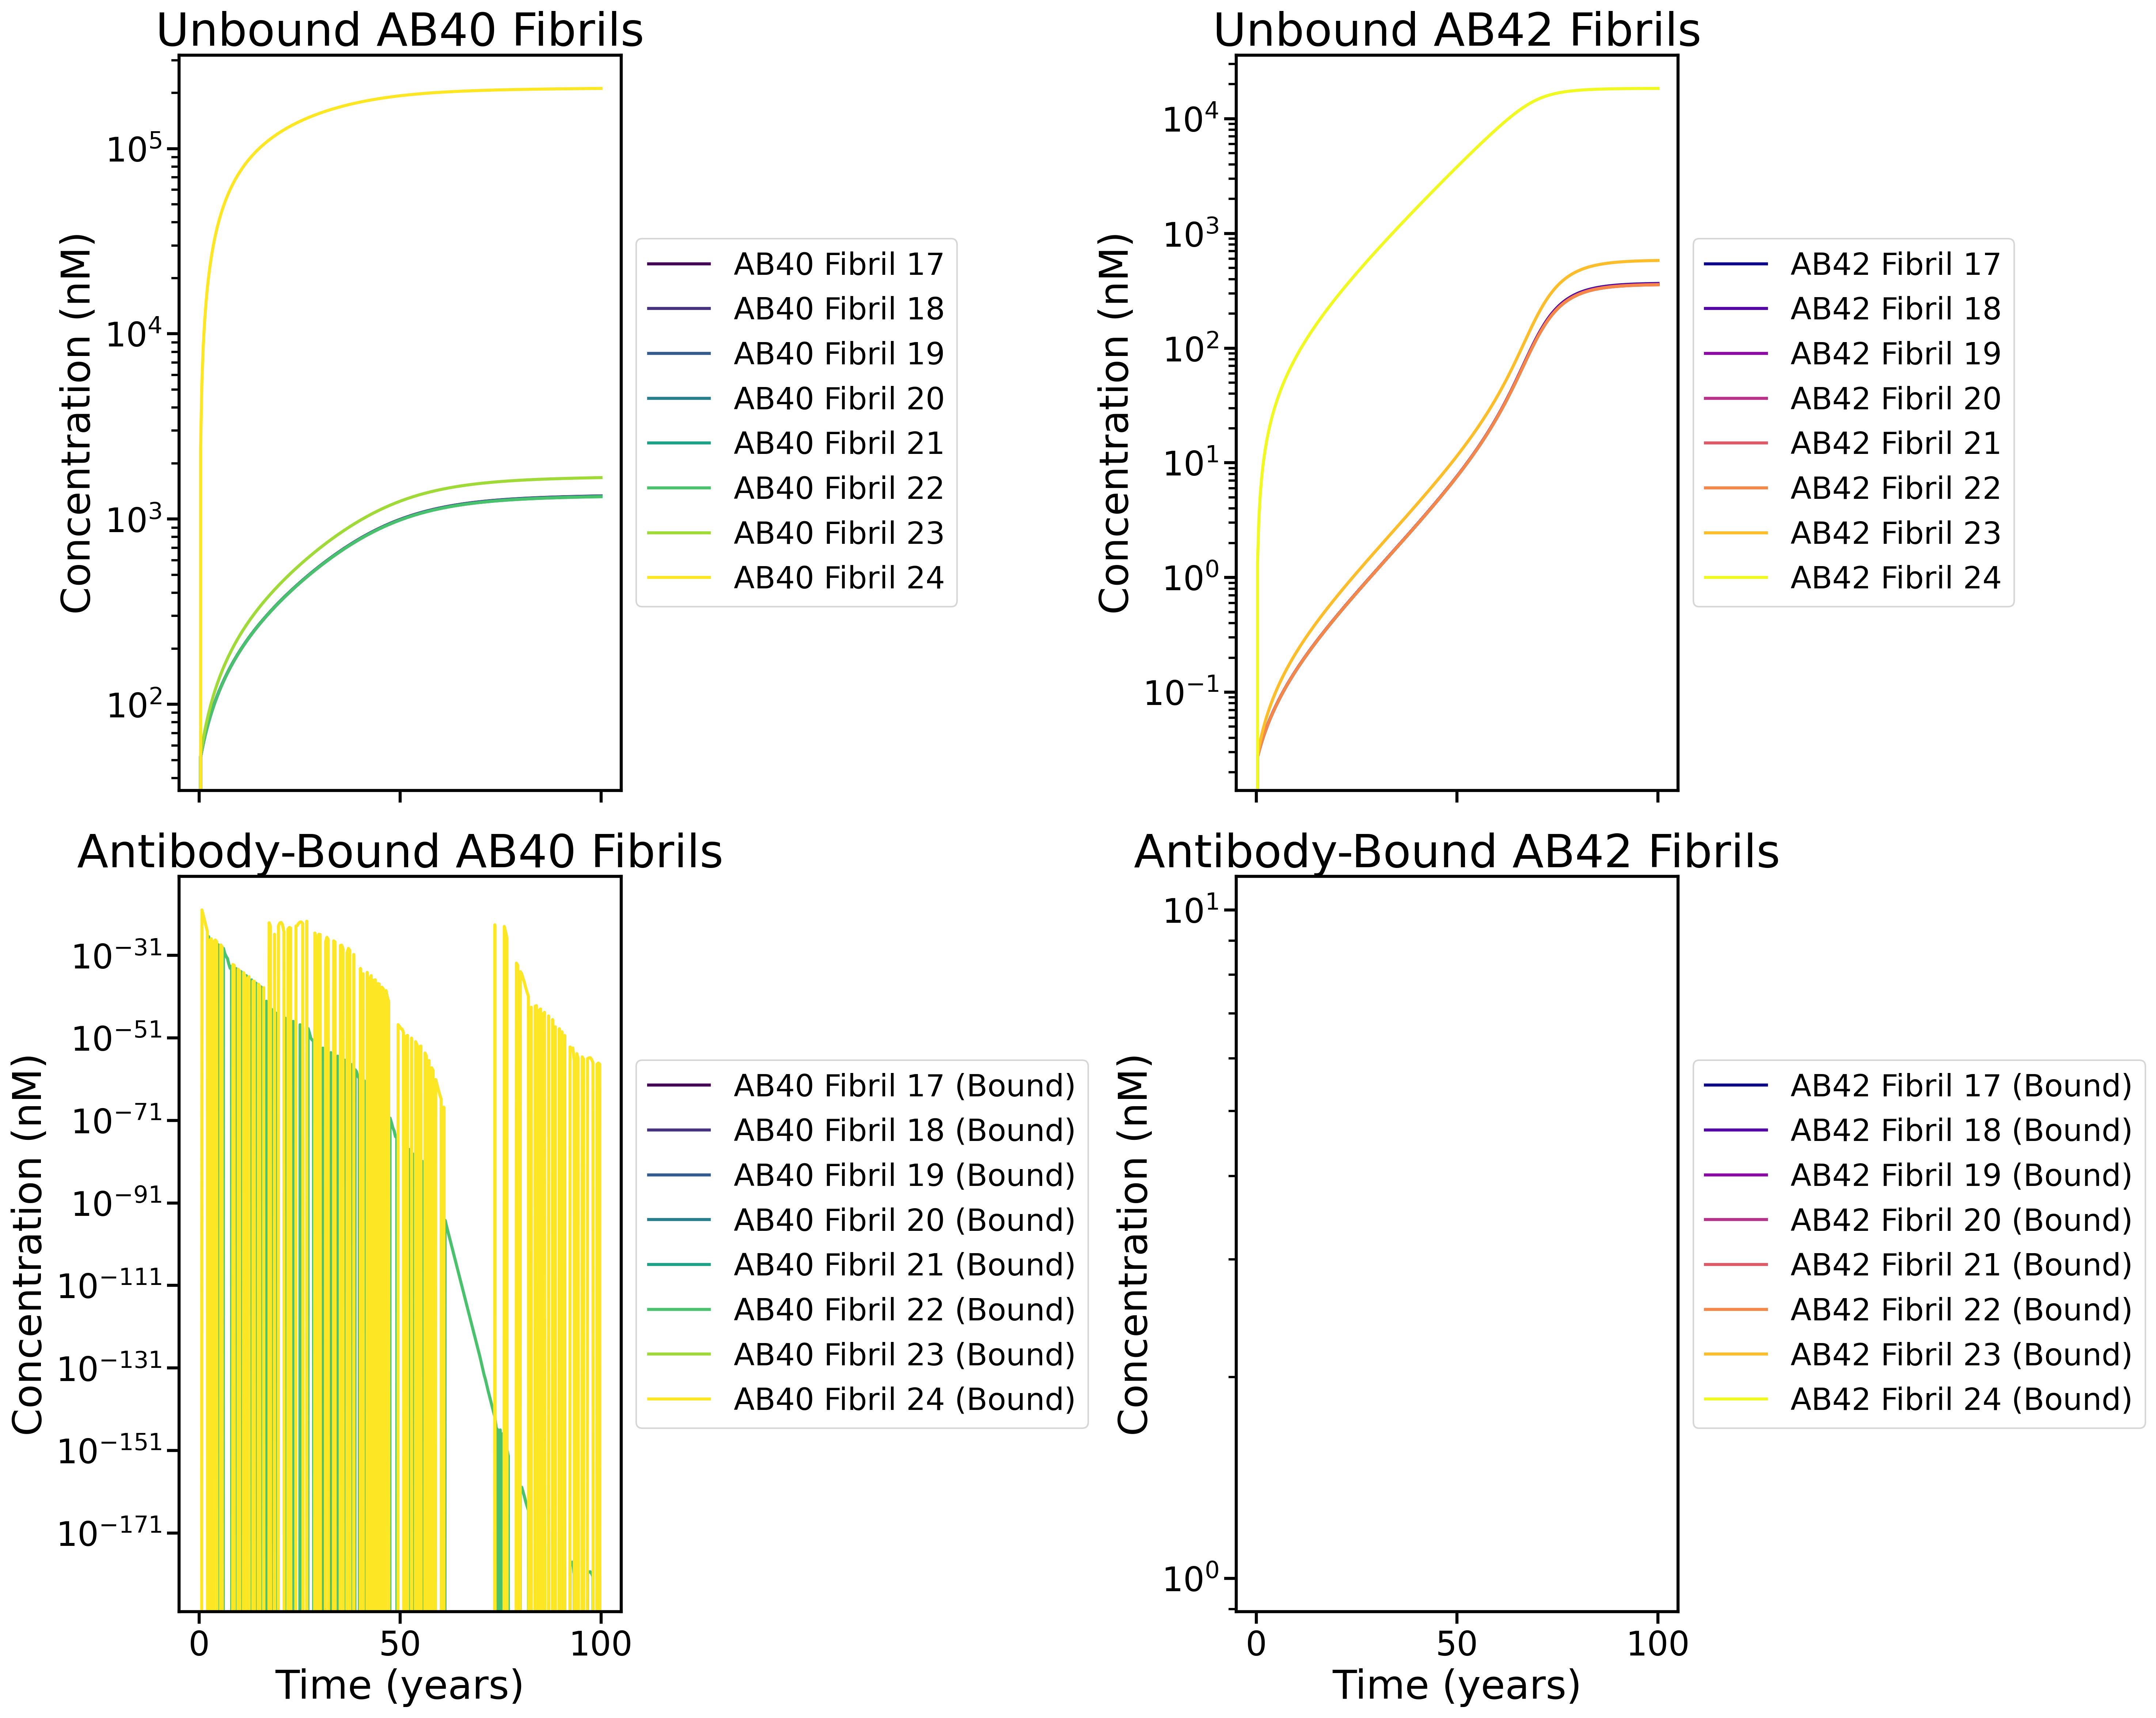 Unbound AB40 Fibrils
Concentration (nM)
10^5
10^4
10^3
10^2
AB40 Fibril 17
AB40 Fibril 18
AB40 Fibril 19
AB40 Fibril 20
AB40 Fibril 21
AB40 Fibril 22
AB40 Fibril 23
AB40 Fibril 24
Unbound AB42 Fibrils
Concentration (nM)
10^4
10^3
10^2
10^1
10^0
10^−1
AB42 Fibril 17
AB42 Fibril 18
AB42 Fibril 19
AB42 Fibril 20
AB42 Fibril 21
AB42 Fibril 22
AB42 Fibril 23
AB42 Fibril 24
Antibody-Bound AB40 Fibrils
Concentration (nM)
10^−31
10^−51
10^−71
10^−91
10^−111
10^−131
10^−151
10^−171
0 50 100
Time (years)
AB40 Fibril 17 (Bound)
AB40 Fibril 18 (Bound)
AB40 Fibril 19 (Bound)
AB40 Fibril 20 (Bound)
AB40 Fibril 21 (Bound)
AB40 Fibril 22 (Bound)
AB40 Fibril 23 (Bound)
AB40 Fibril 24 (Bound)
Antibody-Bound AB42 Fibrils
Concentration (nM)
10^1
10^0
0 50 100
Time (years)
AB42 Fibril 17 (Bound)
AB42 Fibril 18 (Bound)
AB42 Fibril 19 (Bound)
AB42 Fibril 20 (Bound)
AB42 Fibril 21 (Bound)
AB42 Fibril 22 (Bound)
AB42 Fibril 23 (Bound)
AB42 Fibril 24 (Bound)